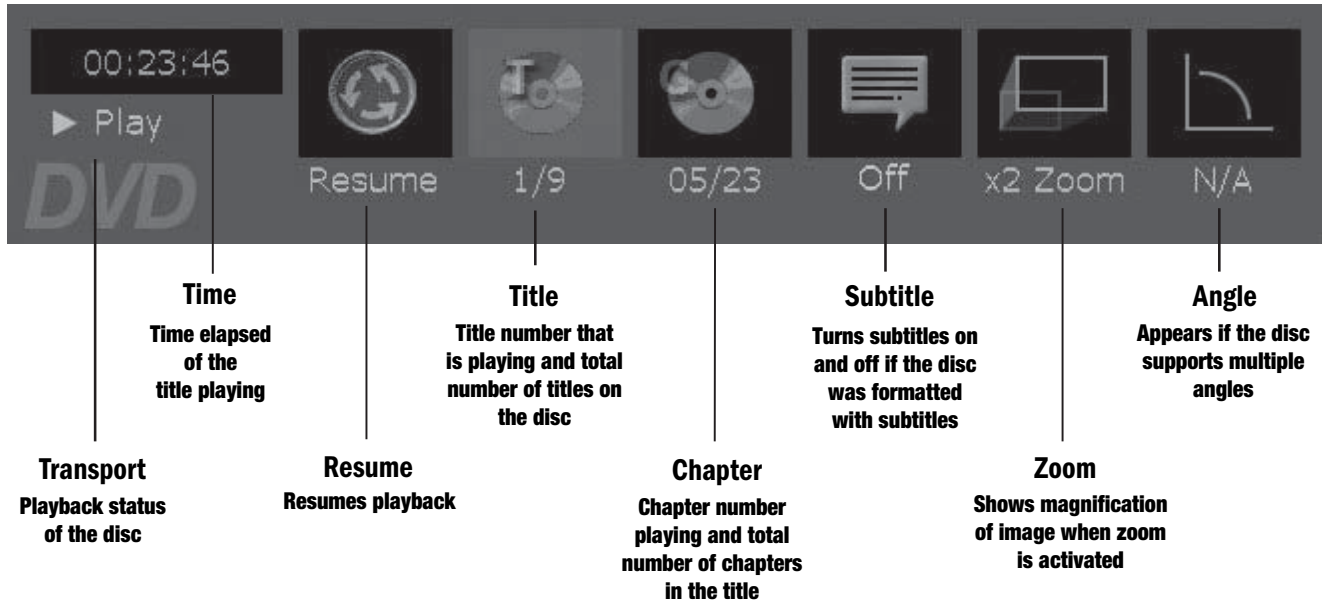 00:23:46
► Play
DVD
Resume
T
1/9
C
05/23
Off
x2 Zoom
N/A
Time
Time elapsed
of the
title playing
Title
Title number that
is playing and total
number of titles on
the disc
Subtitle
Turns subtitles on
and off if the disc
was formatted
with subtitles
Angle
Appears if the disc
supports multiple
angles
Transport
Playback status
of the disc
Resume
Resumes playback
Chapter
Chapter number
playing and total
number of chapters
in the title
Zoom
Shows magnification
of image when zoom
is activated